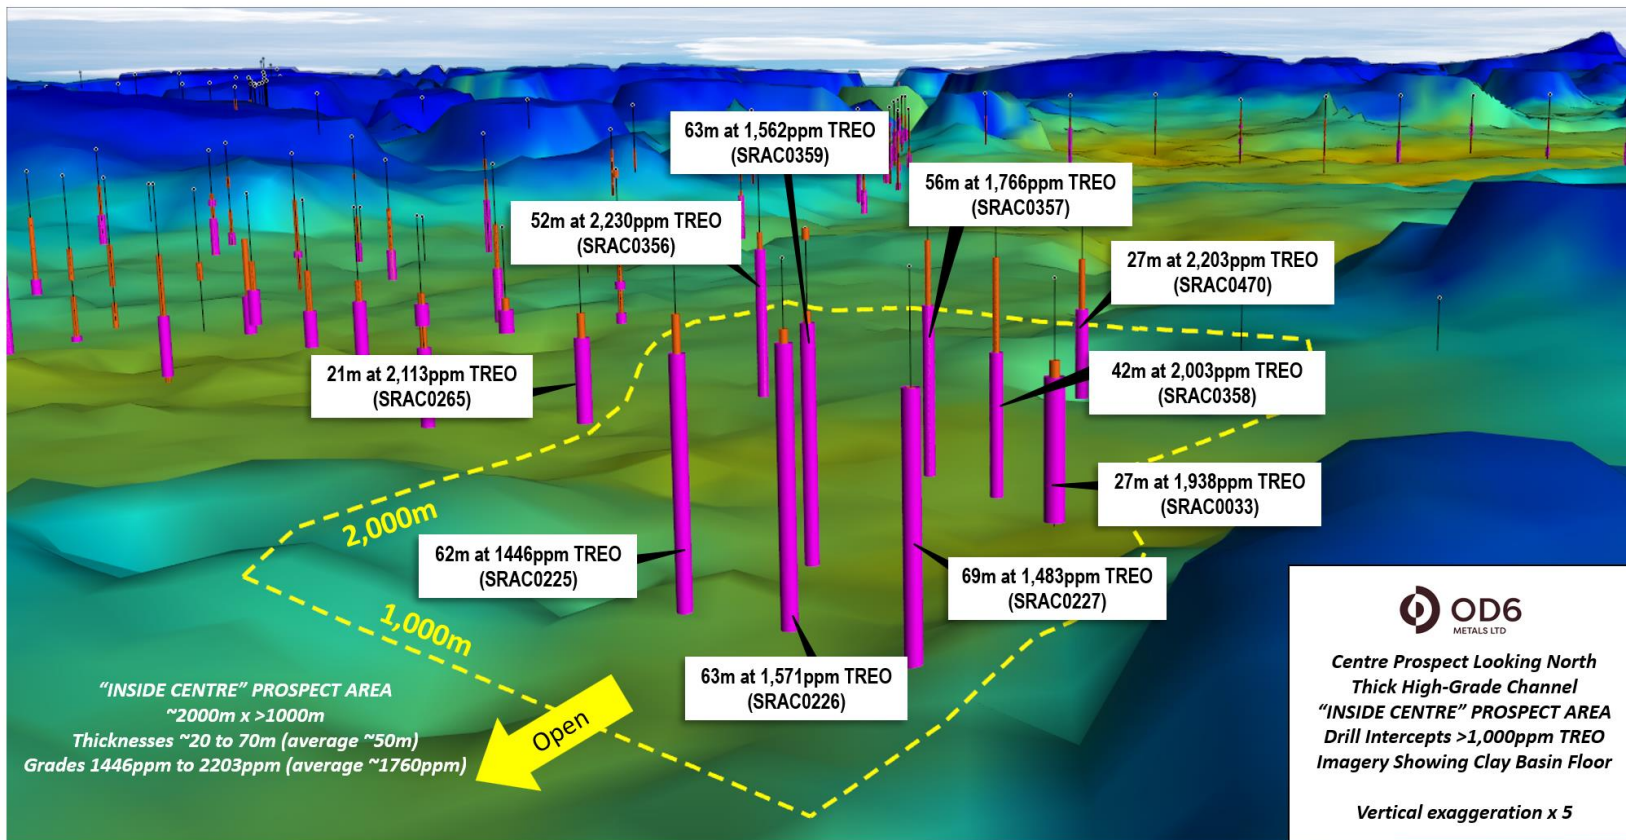 63m at 1,562ppm TREO
(SRAC0359)
56m at 1,766ppm TREO
(SRAC0357)
52m at 2,230ppm TREO
(SRAC0356)
27m at 2,203ppm TREO
(SRAC0470)
21m at 2,113ppm TREO
(SRAC0265)
42m at 2,003ppm TREO
(SRAC0358)
27m at 1,938ppm TREO
(SRAC0033)
2,000m
62m at 1446ppm TREO
(SRAC0225)
69m at 1,483ppm TREO
(SRAC0227)
1,000m
63m at 1,571ppm TREO
(SRAC0226)
Open
“INSIDE CENTRE” PROSPECT AREA
~2000m x >1000m
Thicknesses ~20 to 70m (average ~50m)
Grades 1446ppm to 2203ppm (average ~1760ppm)
OD6
METALS LTD
Centre Prospect Looking North
Thick High-Grade Channel
“INSIDE CENTRE” PROSPECT AREA
Drill Intercepts >1,000ppm TREO
Imagery Showing Clay Basin Floor
Vertical exaggeration x 5